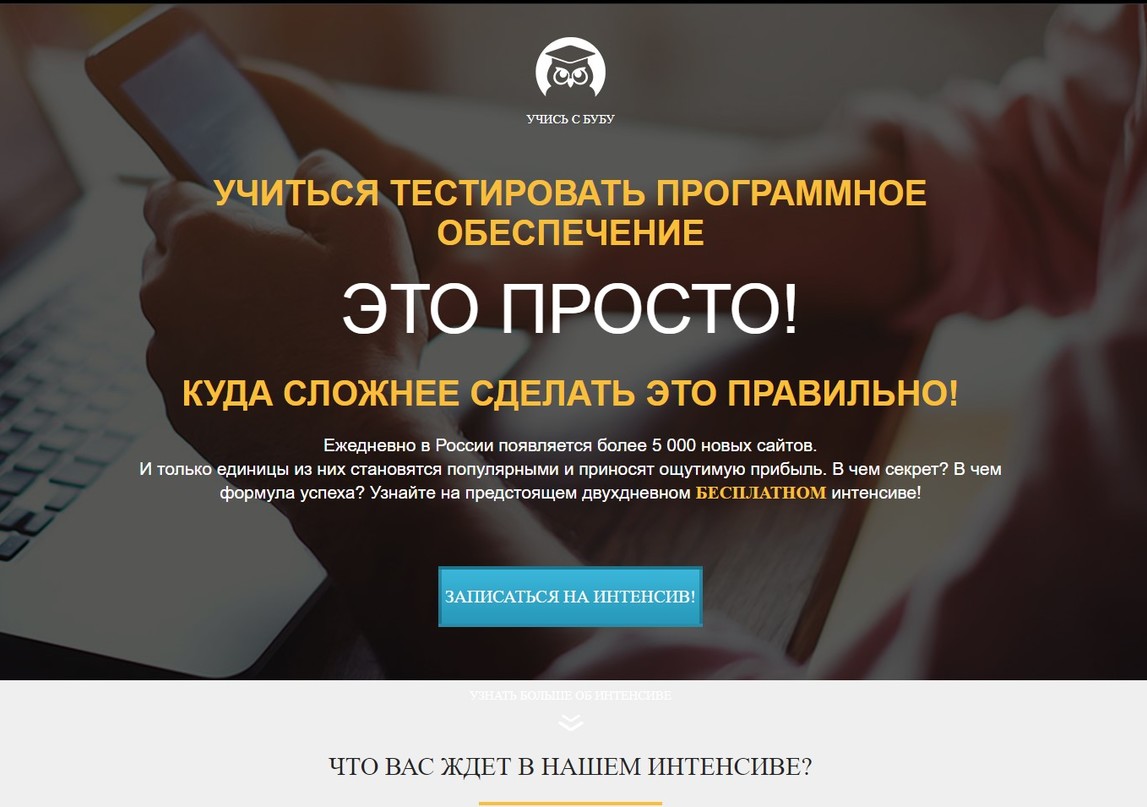 УЧИСЬ С БУБУ
УЧИТЬСЯ ТЕСТИРОВАТЬ ПРОГРАММНОЕ
ОБЕСПЕЧЕНИЕ
ЭТО ПРОСТО!
КУДА СЛОЖНЕЕ СДЕЛАТЬ ЭТО ПРАВИЛЬНО!
Ежедневно в России появляется более 5 000 новых сайтов.
И только единицы из них становятся популярными и приносят ощутимую прибыль. В чем секрет? В чем
формула успеха? Узнайте на предстоящем двухдневном БЕСПЛАТНОМ интенсиве!
ЗАПИСАТЬСЯ НА ИНТЕНСИВ!
УЗНАТЬ БОЛЬШЕ ОБ ИНТЕНСИВЕ
ЧТО ВАС ЖДЕТ В НАШЕМ ИНТЕНСИВЕ?